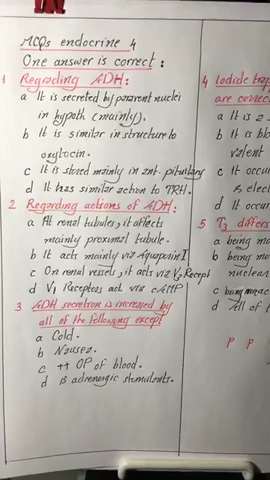 MCQs endocrine 4
One answer is correct:
1 Regrading ADH:
a It is secreted by paravent nuclei
in hypoth (mainly).
b It is similar in structure to
oxytocin.
c It is stored mainly in ant. pituitary
d It has similar action to TRH.
2 Regarding actions of ADH:
a At renal tubules, it affects
mainly proximal tubule.
b It acts mainly via Aquaporin I
c On renal vessels, it acts via V2 Recept
d V1 Receptors act via cAMP
3 ADH secretion is increased by
all of the following except
a Cold.
b Nausea.
c ++ OP of blood.
d B adrenergic stimulants.
4 Iodide trap
are correct
a It is a
b It is blo
valent
c It occur
is elec
d It occur
5 T3 differs
a being mo
b being mo
nuclear
c being inac
d All of t
P P